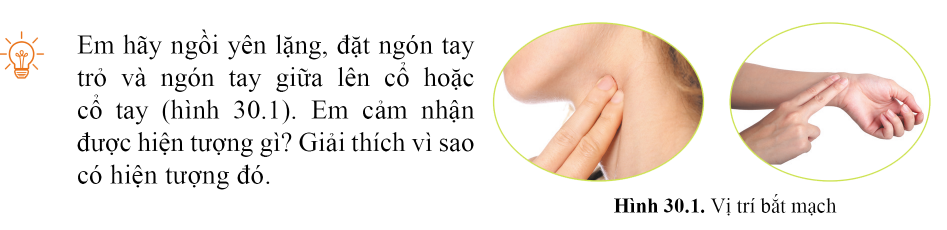 Em hãy ngồi yên lặng, đặt ngón tay
trỏ và ngón tay giữa lên cổ hoặc
cổ tay (hình 30.1). Em cảm nhận
được hiện tượng gì? Giải thích vì sao
có hiện tượng đó.
Hình 30.1. Vị trí bắt mạch